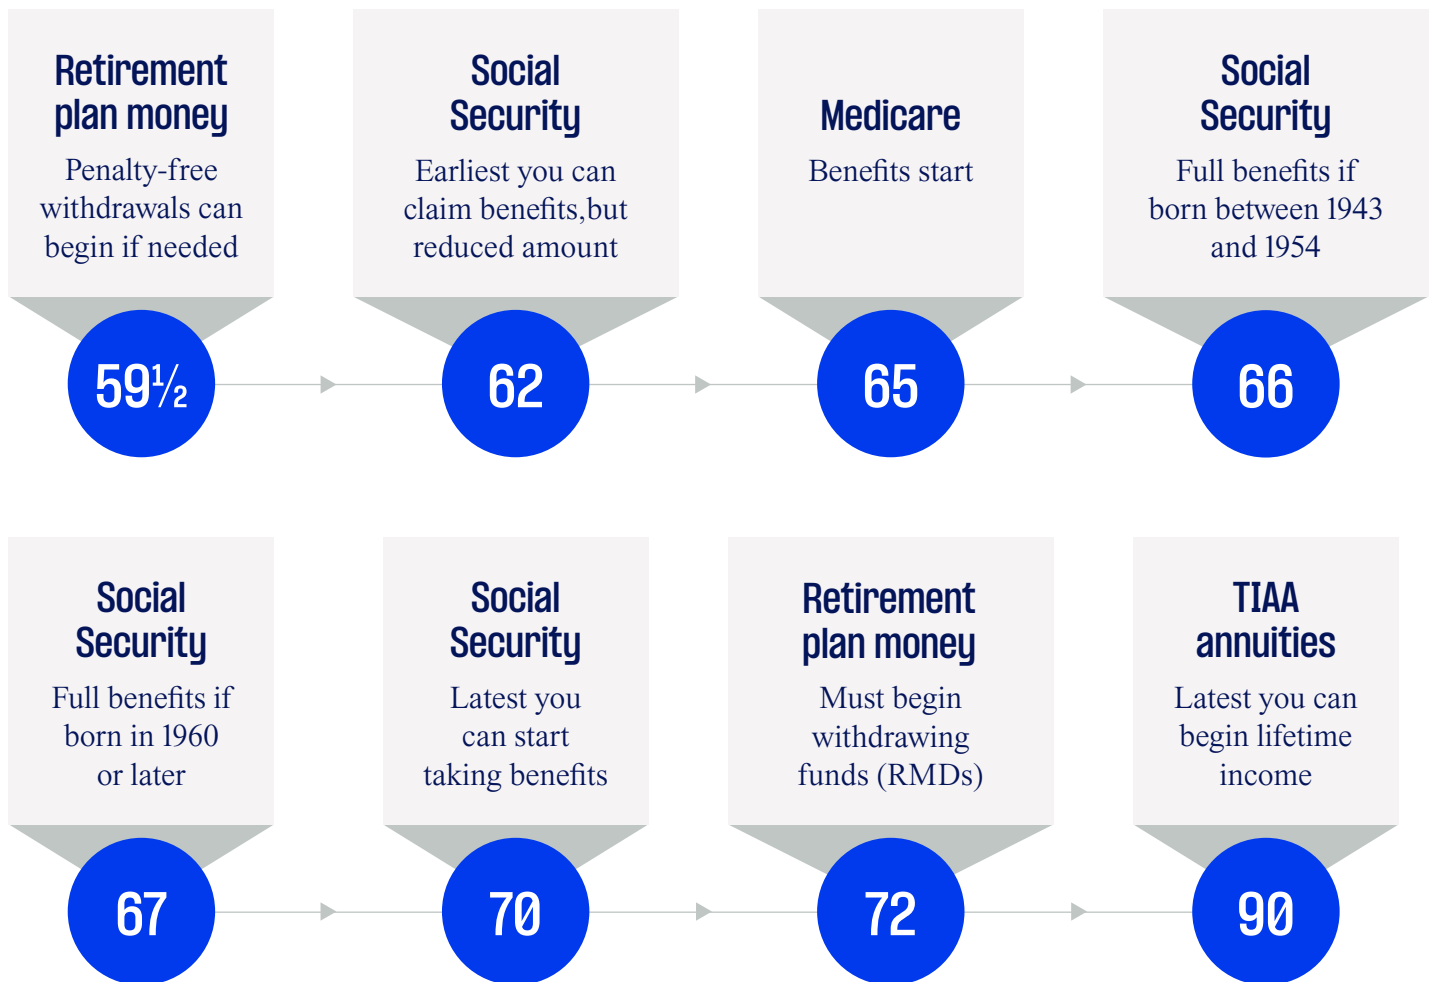 Retirement
plan money
Penalty-free
withdrawals can
begin if needed
59½
Social
Security
Earliest you can
claim benefits,but
reduced amount
62
Medicare
Benefits start
65
Social
Security
Full benefits if
born between 1943
and 1954
66
Social
Security
Full benefits if
born in 1960
or later
67
Social
Security
Latest you
can start
taking benefits
70
Retirement
plan money
Must begin
withdrawing
funds (RMDs)
72
TIAA
annuities
Latest you can
begin lifetime
income
90